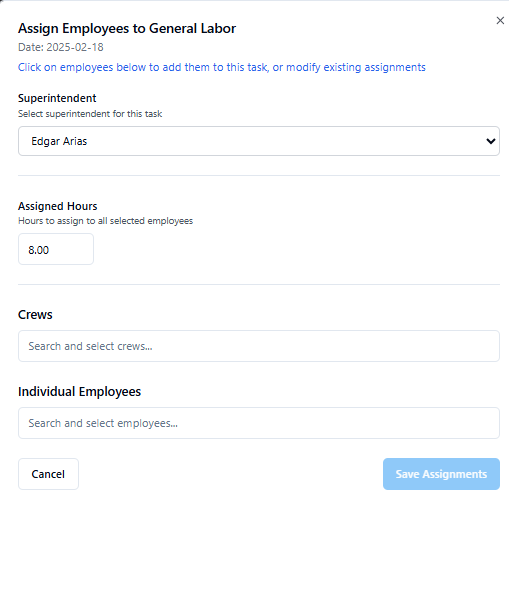 Assign Employees to General Labor
Date: 2025-02-18
Click on employees below to add them to this task, or modify existing assignments
Superintendent
Select superintendent for this task
Edgar Arias
Assigned Hours
Hours to assign to all selected employees
8.00
Crews
Search and select crews...
Individual Employees
Search and select employees...
Cancel
Save Assignments